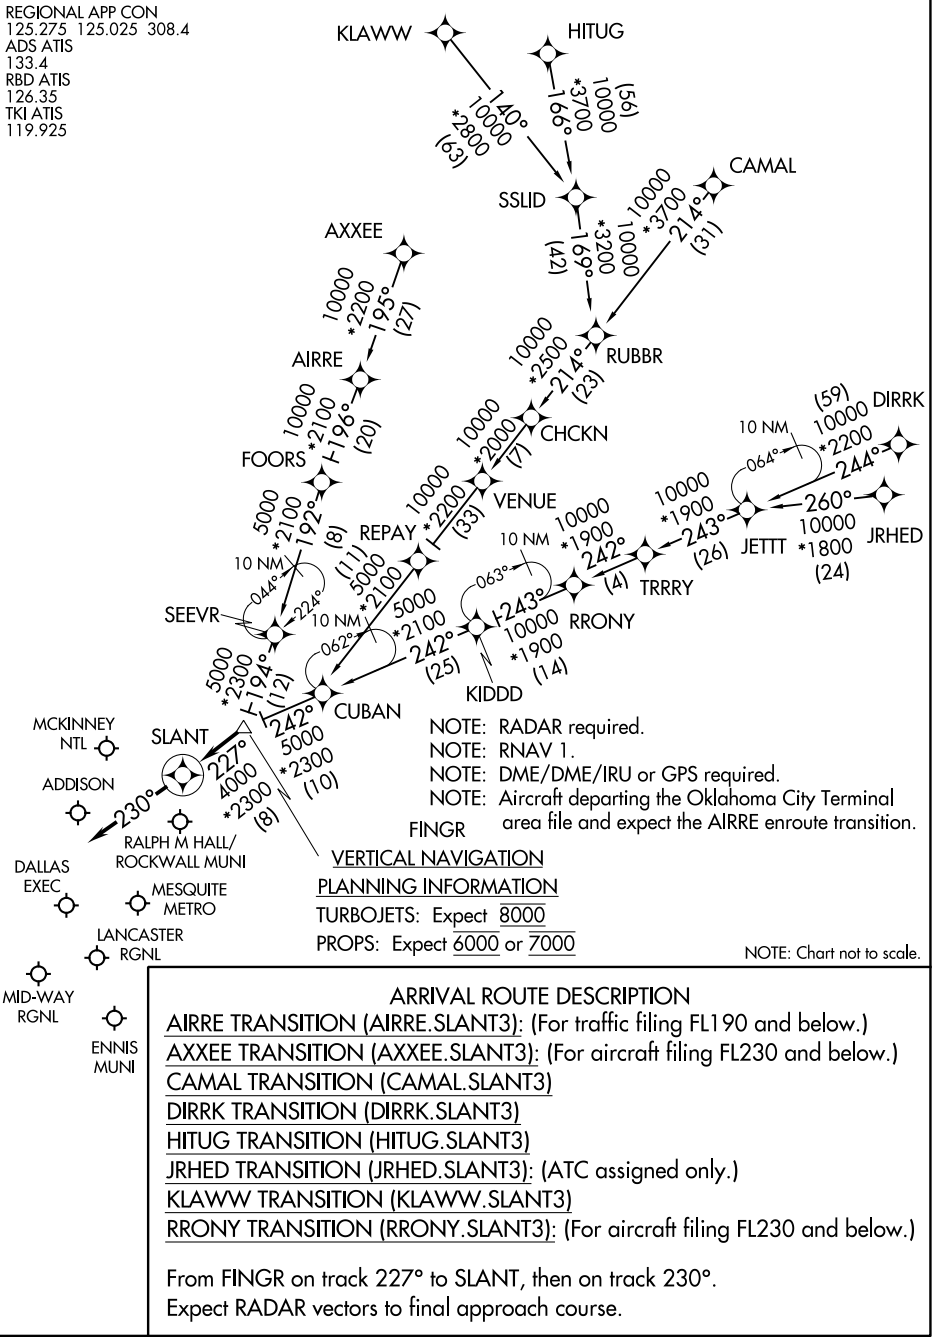 REGIONAL APP CON
125.275 125.025 308.4
ADS ATIS
133.4
RBD ATIS
126.35
TKI ATIS
119.925
KLAWW
140°
10000
*2800
(63)
HITUG
(56)
10000
*3700
166°
SSLID
10000
*3200
169°
(42)
CAMAL
10000
*3700
214°
(31)
RUBBR
10000
*2500
214°
(23)
CHCKN
10000
*2000
(7)
VENUE
10000
*2200
(33)
REPAY
(11)
5000
*2100
AXXEE
10000
*2200
195°
(27)
AIRRE
10000
*2100
196°
(20)
FOORS
5000
*2100
192°
(8)
10 NM
044°
224°
SEEVR
5000
*2300
194°
(12)
DIRRK
(59)
10000
*2200
244°
JRHED
260°
10000
*1800
(24)
10 NM
064°
JETTT
10000
*1900
243°
(26)
TRRRY
10000
*1900
242°
(4)
RRONY
243°
10000
*1900
(14)
10 NM
063°
KIDDD
5000
*2100
242°
(25)
10 NM
062°
CUBAN
242°
5000
*2300
(10)
FINGR
227°
4000
*2300
(8)
SLANT
230°
MCKINNEY
NTL
ADDISON
RALPH M HALL/
ROCKWALL MUNI
DALLAS
EXEC
MESQUITE
METRO
LANCASTER
RGNL
MID-WAY
RGNL
ENNIS
MUNI
NOTE: RADAR required.
NOTE: RNAV 1.
NOTE: DME/DME/IRU or GPS required.
NOTE: Aircraft departing the Oklahoma City Terminal
area file and expect the AIRRE enroute transition.
VERTICAL NAVIGATION
PLANNING INFORMATION
TURBOJETS: Expect 8000
PROPS: Expect 6000 or 7000
NOTE: Chart not to scale.
ARRIVAL ROUTE DESCRIPTION
AIRRE TRANSITION (AIRRE.SLANT3): (For traffic filing FL190 and below.)
AXXEE TRANSITION (AXXEE.SLANT3): (For aircraft filing FL230 and below.)
CAMAL TRANSITION (CAMAL.SLANT3)
DIRRK TRANSITION (DIRRK.SLANT3)
HITUG TRANSITION (HITUG.SLANT3)
JRHED TRANSITION (JRHED.SLANT3): (ATC assigned only.)
KLAWW TRANSITION (KLAWW.SLANT3)
RRONY TRANSITION (RRONY.SLANT3): (For aircraft filing FL230 and below.)
From FINGR on track 227° to SLANT, then on track 230°.
Expect RADAR vectors to final approach course.